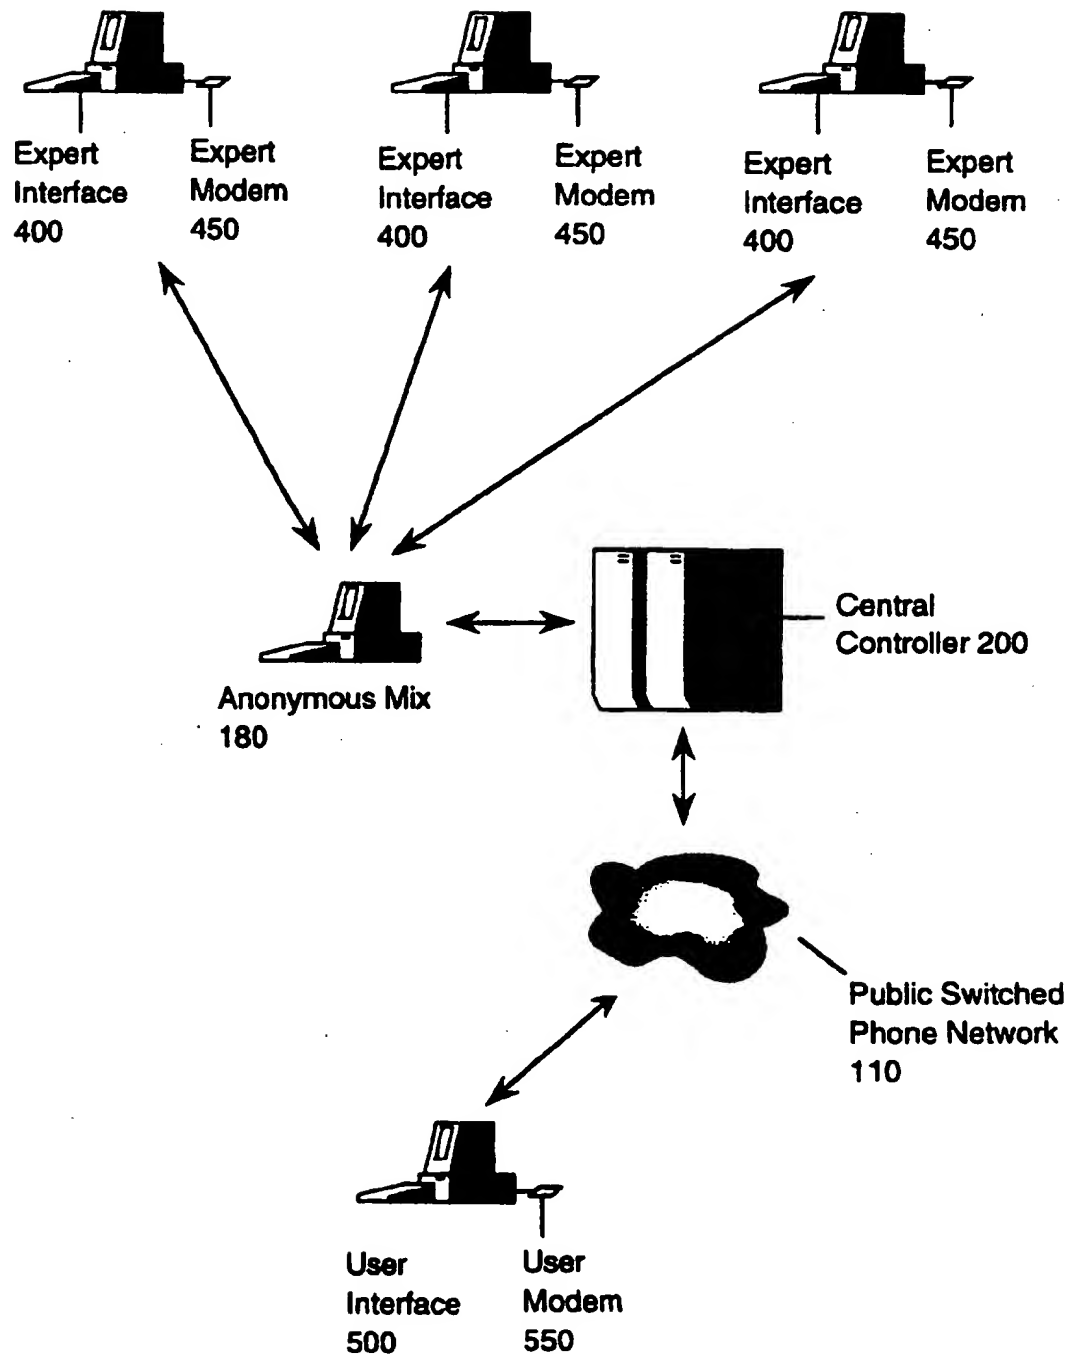 Expert
Interface
400
Expert
Modem
450
Expert
Interface
400
Expert
Modem
450
Expert
Interface
400
Expert
Modem
450
Central
Controller 200
Anonymous Mix
180
Public Switched
Phone Network
110
User
Interface
500
User
Modem
550